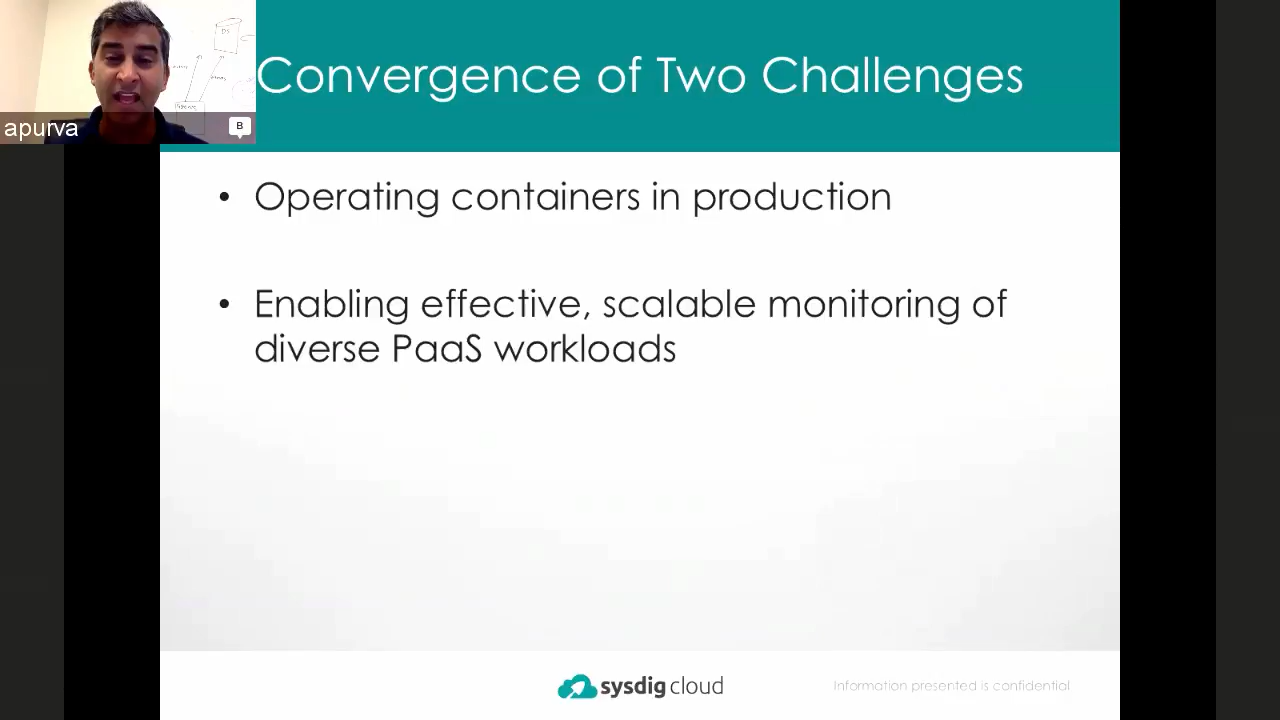 Convergence of Two Challenges
apurva
B
• Operating containers in production
• Enabling effective, scalable monitoring of
diverse PaaS workloads
sysdig cloud
Information presented is confidential